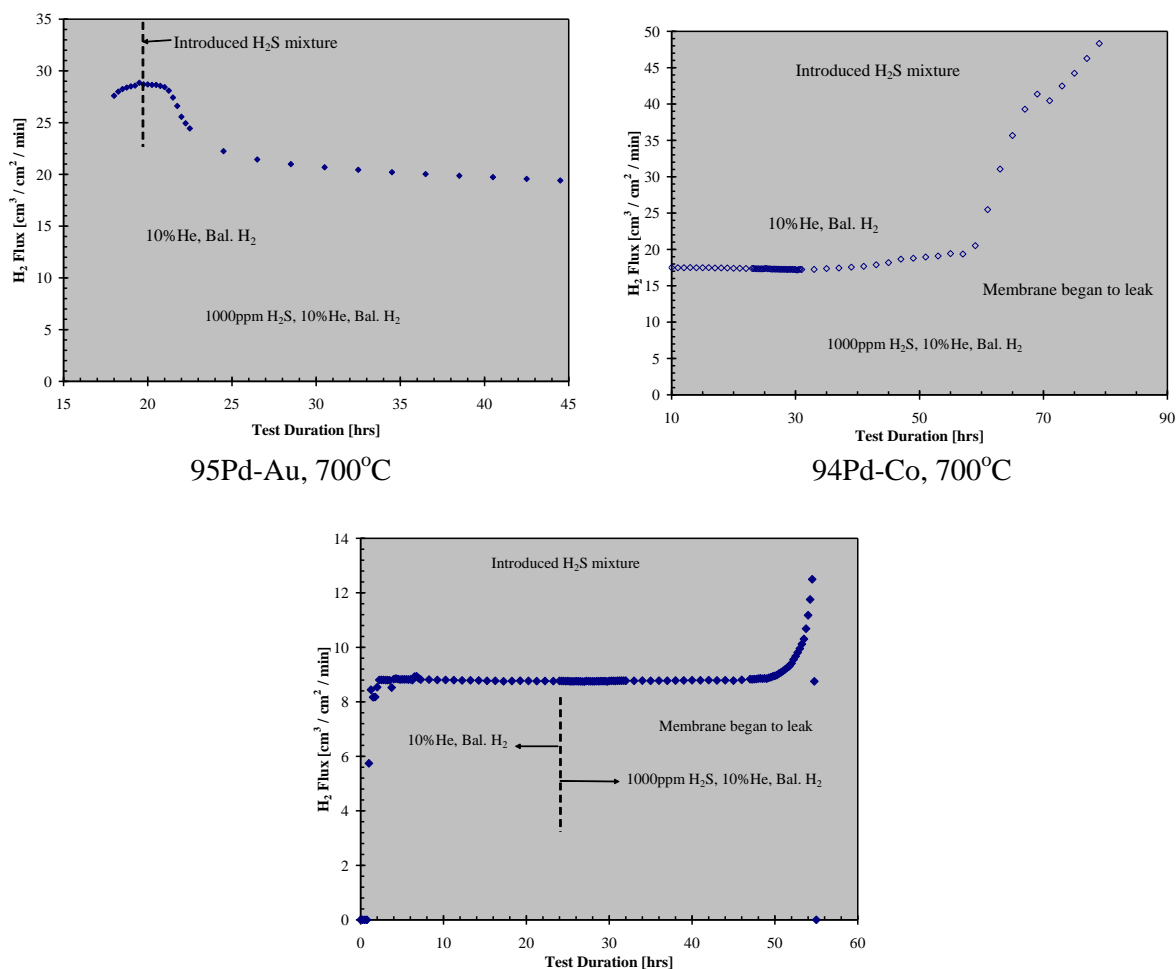 H₂ Flux [cm³ / cm² / min]
35
30
25
20
15
10
5
0
Introduced H₂S mixture
10%He, Bal. H₂
1000ppm H₂S, 10%He, Bal. H₂
15 20 25 30 35 40 45
Test Duration [hrs]
95Pd-Au, 700°C
H₂ Flux [cm³ / cm² / min]
50
45
40
35
30
25
20
15
10
5
0
Introduced H₂S mixture
10%He, Bal. H₂
Membrane began to leak
1000ppm H₂S, 10%He, Bal. H₂
10 30 50 70 90
Test Duration [hrs]
94Pd-Co, 700°C
H₂ Flux [cm³ / cm² / min]
14
12
10
8
6
4
2
0
Introduced H₂S mixture
Membrane began to leak
10%He, Bal. H₂
1000ppm H₂S, 10%He, Bal. H₂
0 10 20 30 40 50 60
Test Duration [hrs]